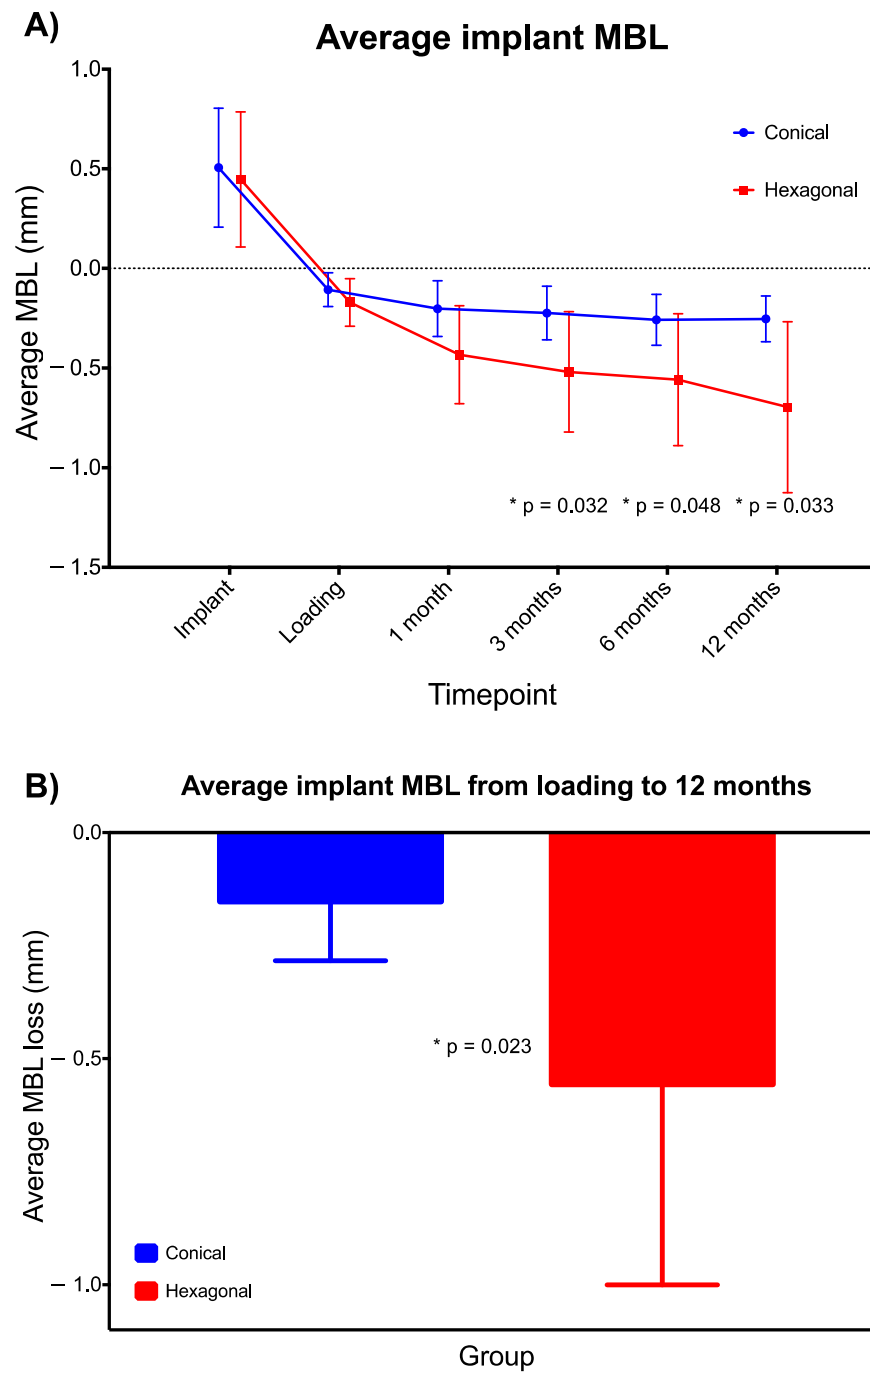 A)
Average implant MBL
1.0
0.5
0.0
– 0.5
– 1.0
– 1.5
Average MBL (mm)
Conical
Hexagonal
* p = 0.032 * p = 0.048 * p = 0.033
Implant
Loading
1 month
3 months
6 months
12 months
Timepoint
B)
Average implant MBL from loading to 12 months
0.0
– 0.5
– 1.0
Average MBL loss (mm)
* p = 0.023
Conical
Hexagonal
Group